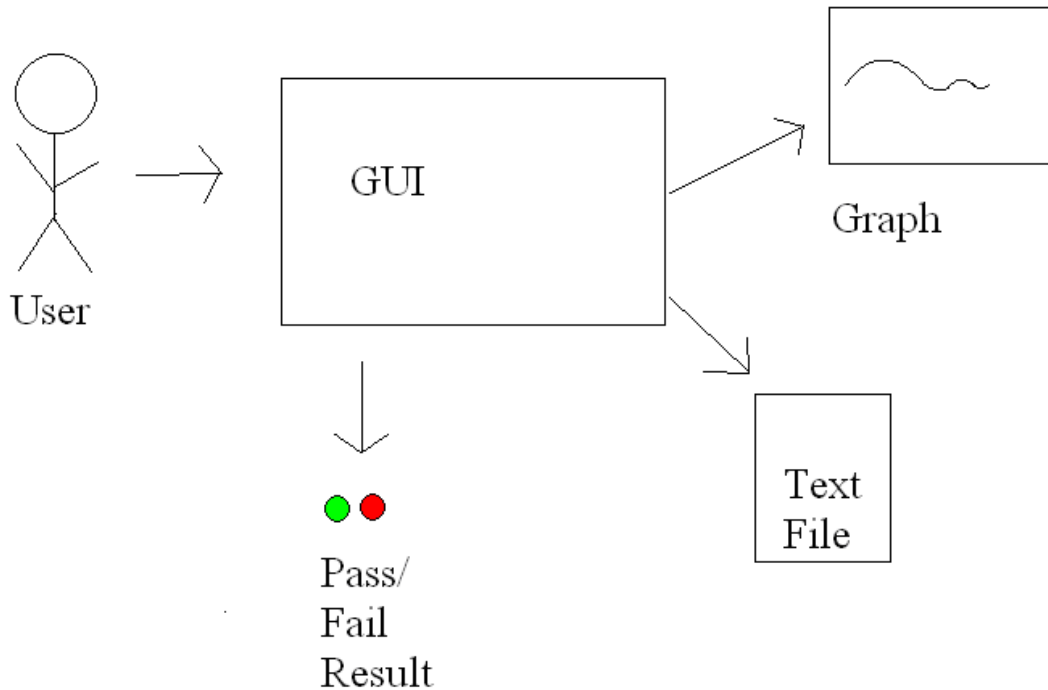 User
GUI
Graph
Text
File
Pass/
Fail
Result